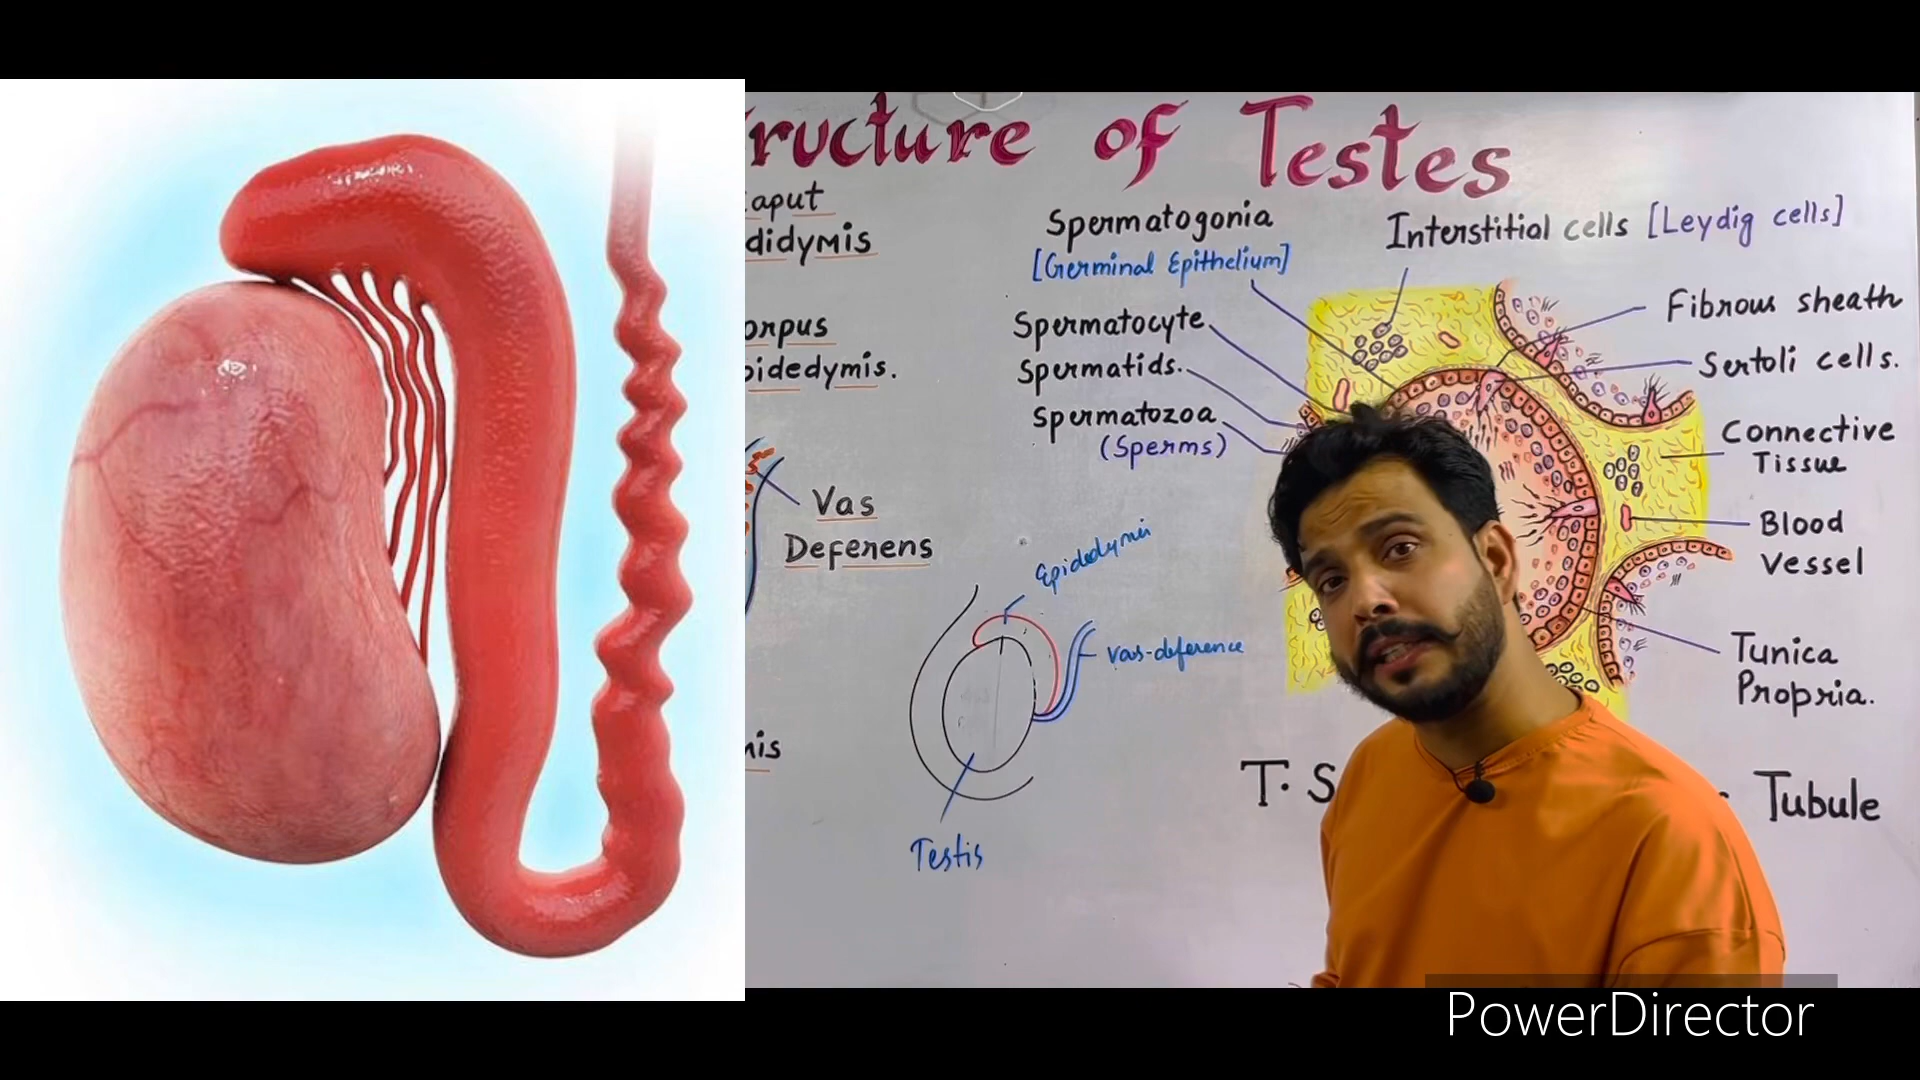 ructure of Testes
aput
didymis
orpus
pidedymis.
Vas
Deferens
nis
Spermatogonia
[Germinal Epithelium]
Spermatocyte
Spermatids.
Spermatozoa
(Sperms)
Interstitial cells [Leydig cells]
Fibrous sheath
Sertoli cells.
Connective
Tissue
Blood
Vessel
Tunica
Propria.
Epidedymis
Vas-deference
Testis
T. S
Tubule
PowerDirector